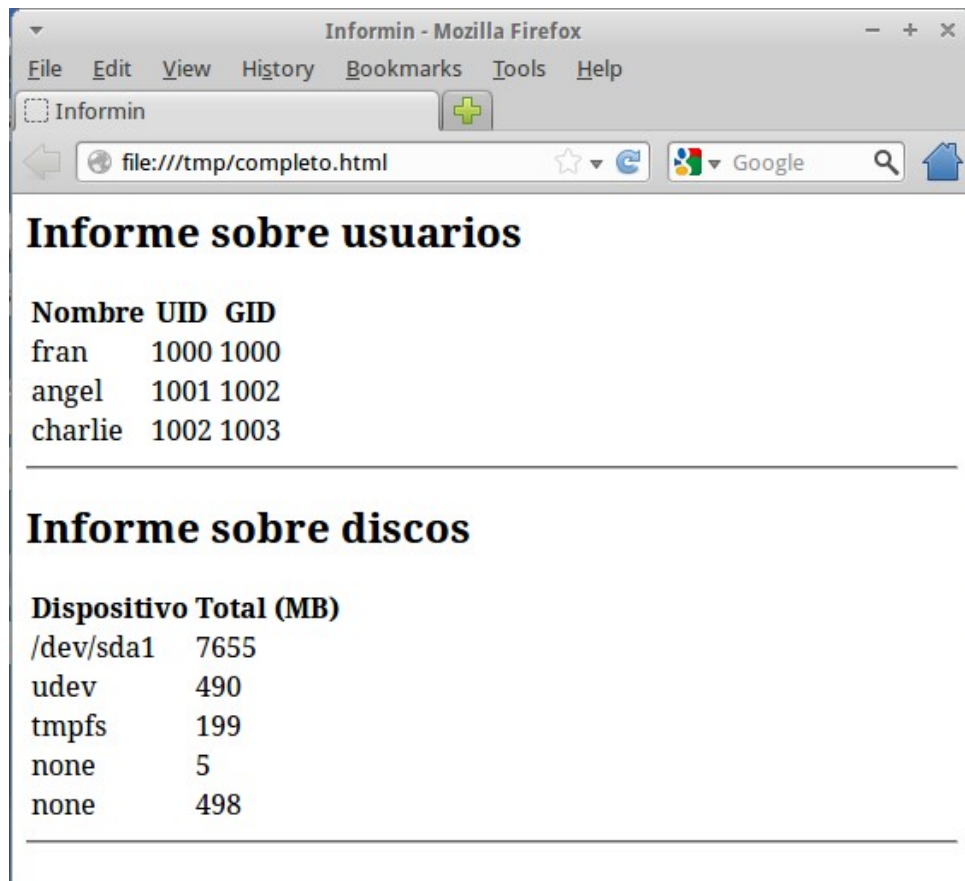 Informin - Mozilla Firefox
File Edit View History Bookmarks Tools Help
Informin
file:///tmp/completo.html Google
Informe sobre usuarios
Nombre UID GID
fran 1000 1000
angel 1001 1002
charlie 1002 1003
Informe sobre discos
Dispositivo Total (MB)
/dev/sda1 7655
udev 490
tmpfs 199
none 5
none 498